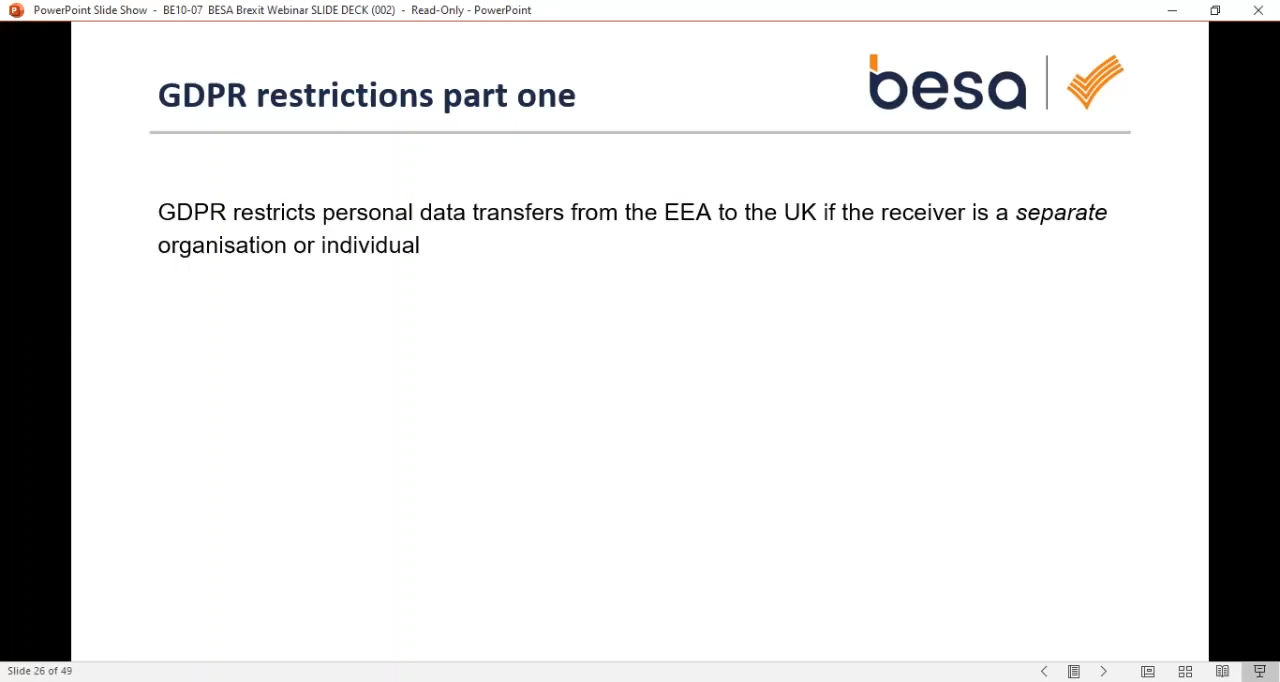 PowerPoint Slide Show - BE10-07 BESA Brexit Webinar SLIDE DECK (002) - Read-Only - PowerPoint
GDPR restrictions part one
besa
GDPR restricts personal data transfers from the EEA to the UK if the receiver is a separate
organisation or individual
Slide 26 of 49